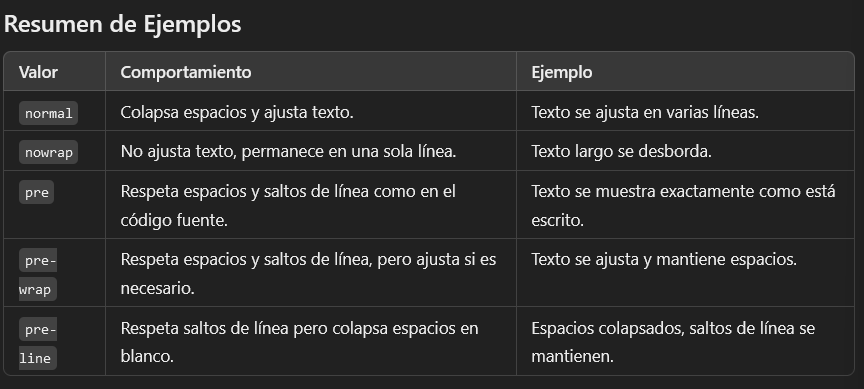 Resumen de Ejemplos
Valor Comportamiento Ejemplo
normal Colapsa espacios y ajusta texto. Texto se ajusta en varias líneas.
nowrap No ajusta texto, permanece en una sola línea. Texto largo se desborda.
pre Respeta espacios y saltos de línea como en el Texto se muestra exactamente como está
código fuente. escrito.
pre- Respeta espacios y saltos de línea, pero ajusta si es Texto se ajusta y mantiene espacios.
wrap necesario.
pre- Respeta saltos de línea pero colapsa espacios en Espacios colapsados, saltos de línea se
line blanco. mantienen.